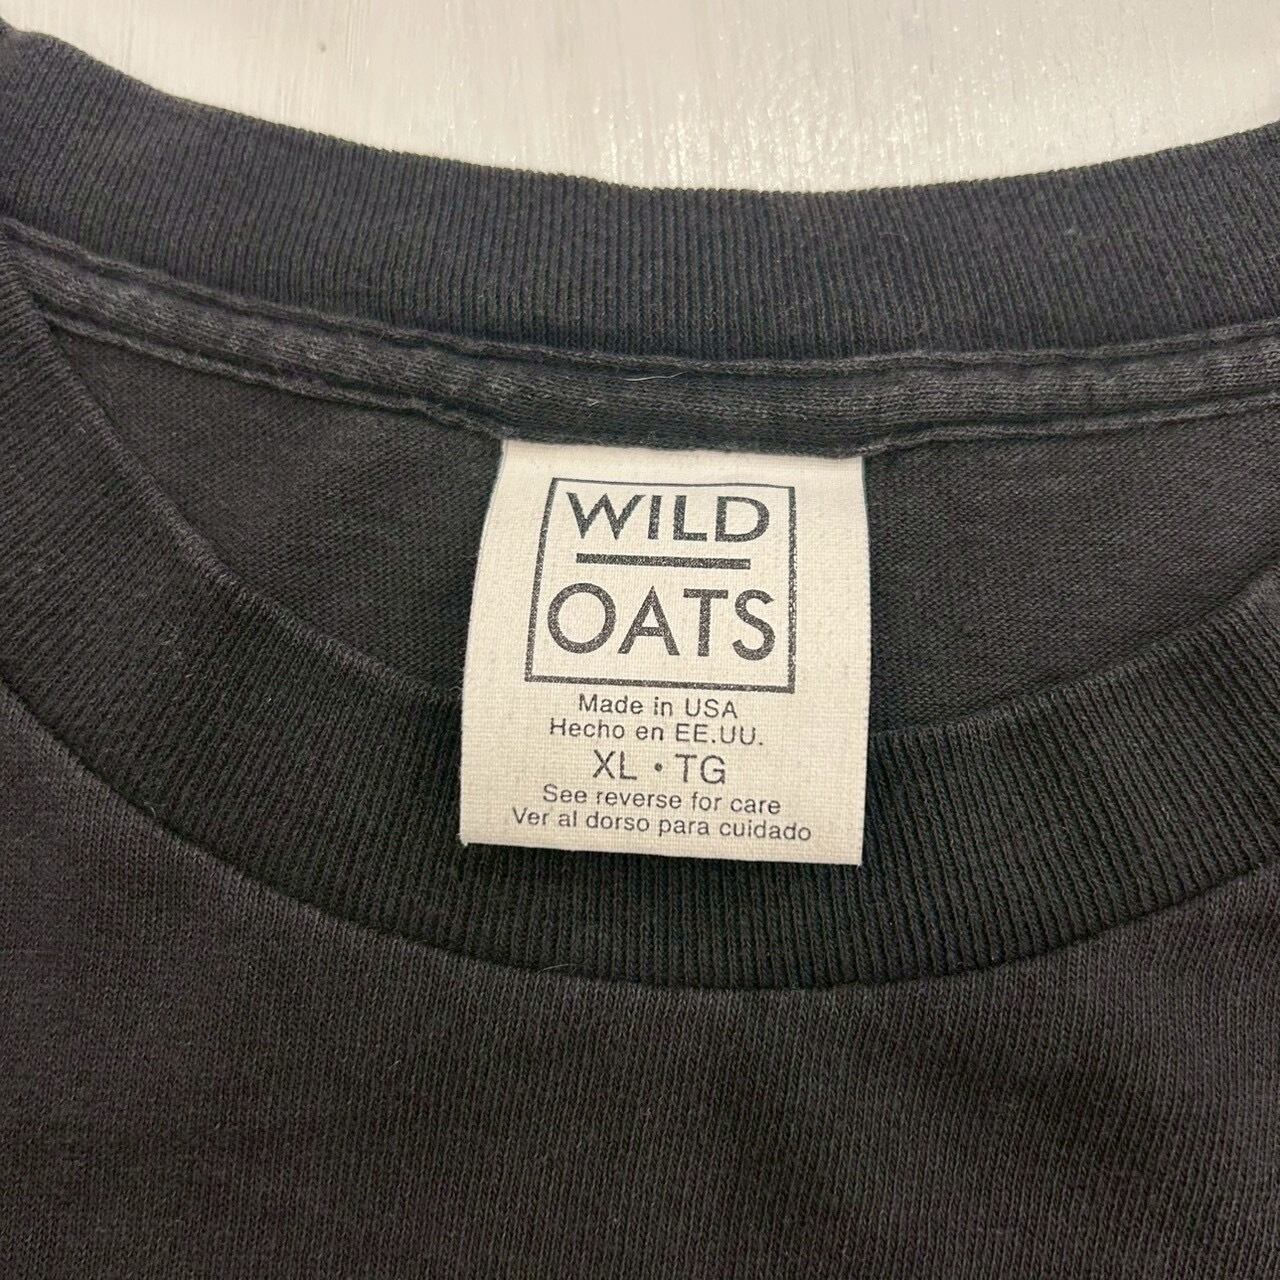 WILD
OATS
Made in USA
Hecho en EE.UU.
XL • TG
See reverse for care
Ver al dorso para cuidado